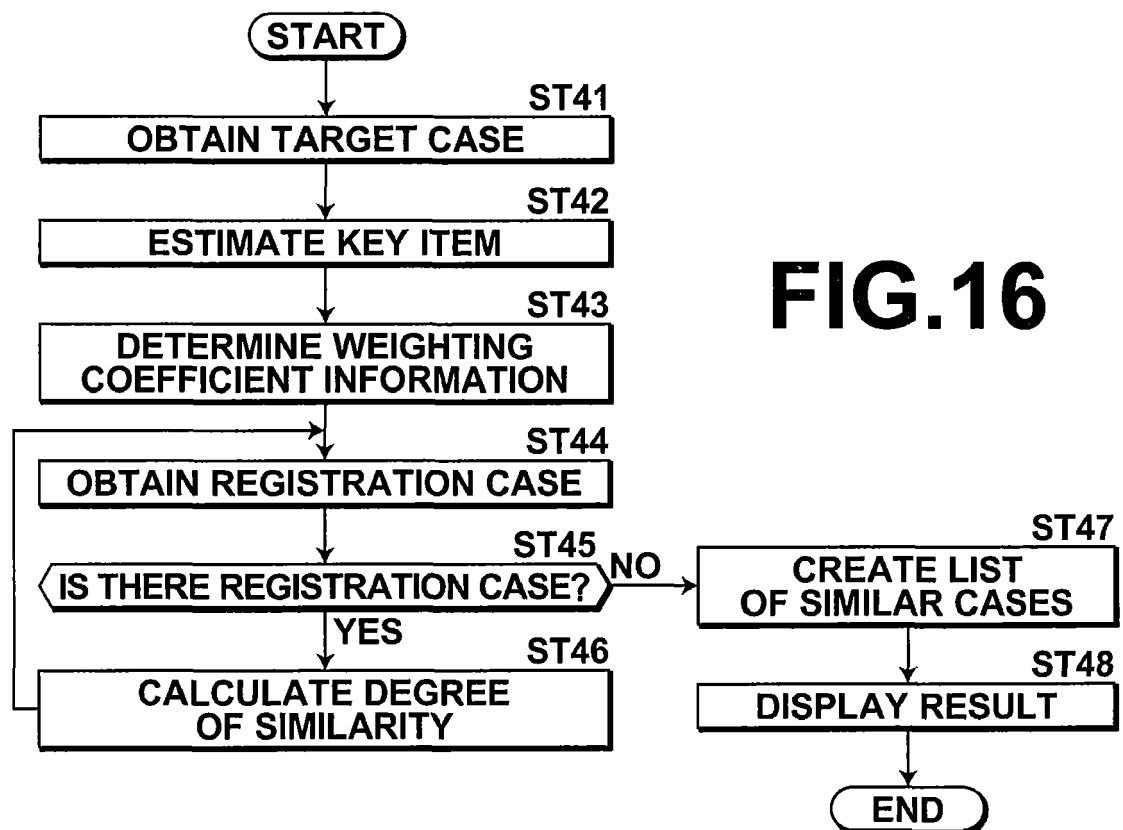 START
ST41
OBTAIN TARGET CASE
ST42
ESTIMATE KEY ITEM
ST43
DETERMINE WEIGHTING
COEFFICIENT INFORMATION
ST44
OBTAIN REGISTRATION CASE
ST45
IS THERE REGISTRATION CASE?
NO
YES
ST46
CALCULATE DEGREE
OF SIMILARITY
ST47
CREATE LIST
OF SIMILAR CASES
ST48
DISPLAY RESULT
END
FIG.16